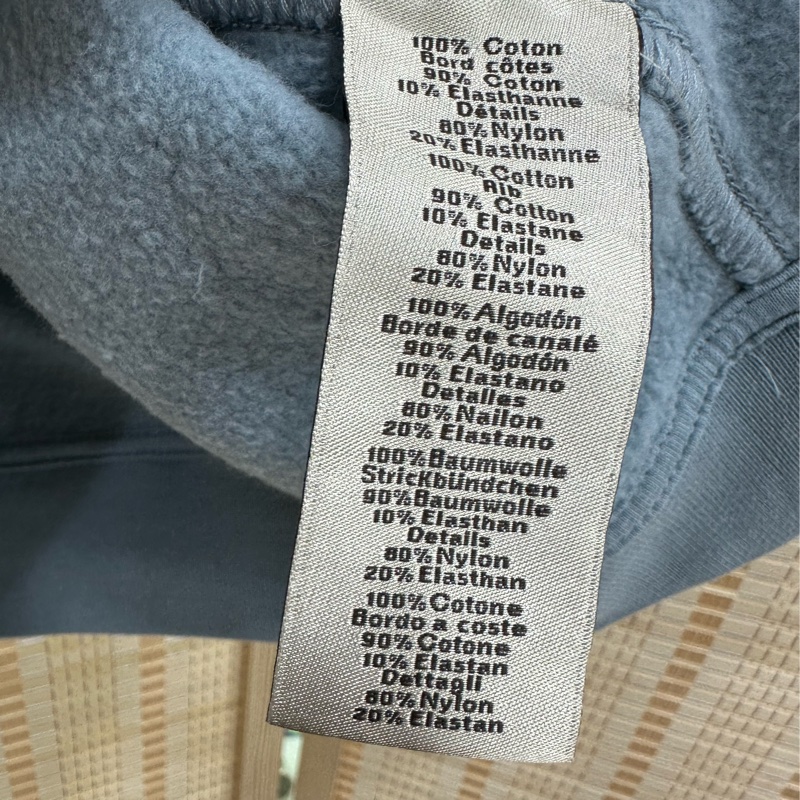 100% Coton
Bord côtes
90% Coton
10% Elasthanne
Détails
80% Nylon
20% Elasthanne
100% Cotton
Rib
90% Cotton
10% Elastane
Details
80% Nylon
20% Elastane
100% Algodón
Borde de canalé
90% Algodón
10% Elastano
Detalles
80% Nailon
20% Elastano
100% Baumwolle
Strickbündchen
90% Baumwolle
10% Elasthan
Details
80% Nylon
20% Elasthan
100% Cotone
Bordo a coste
90% Cotone
10% Elastan
Dettagli
80% Nylon
20% Elastan